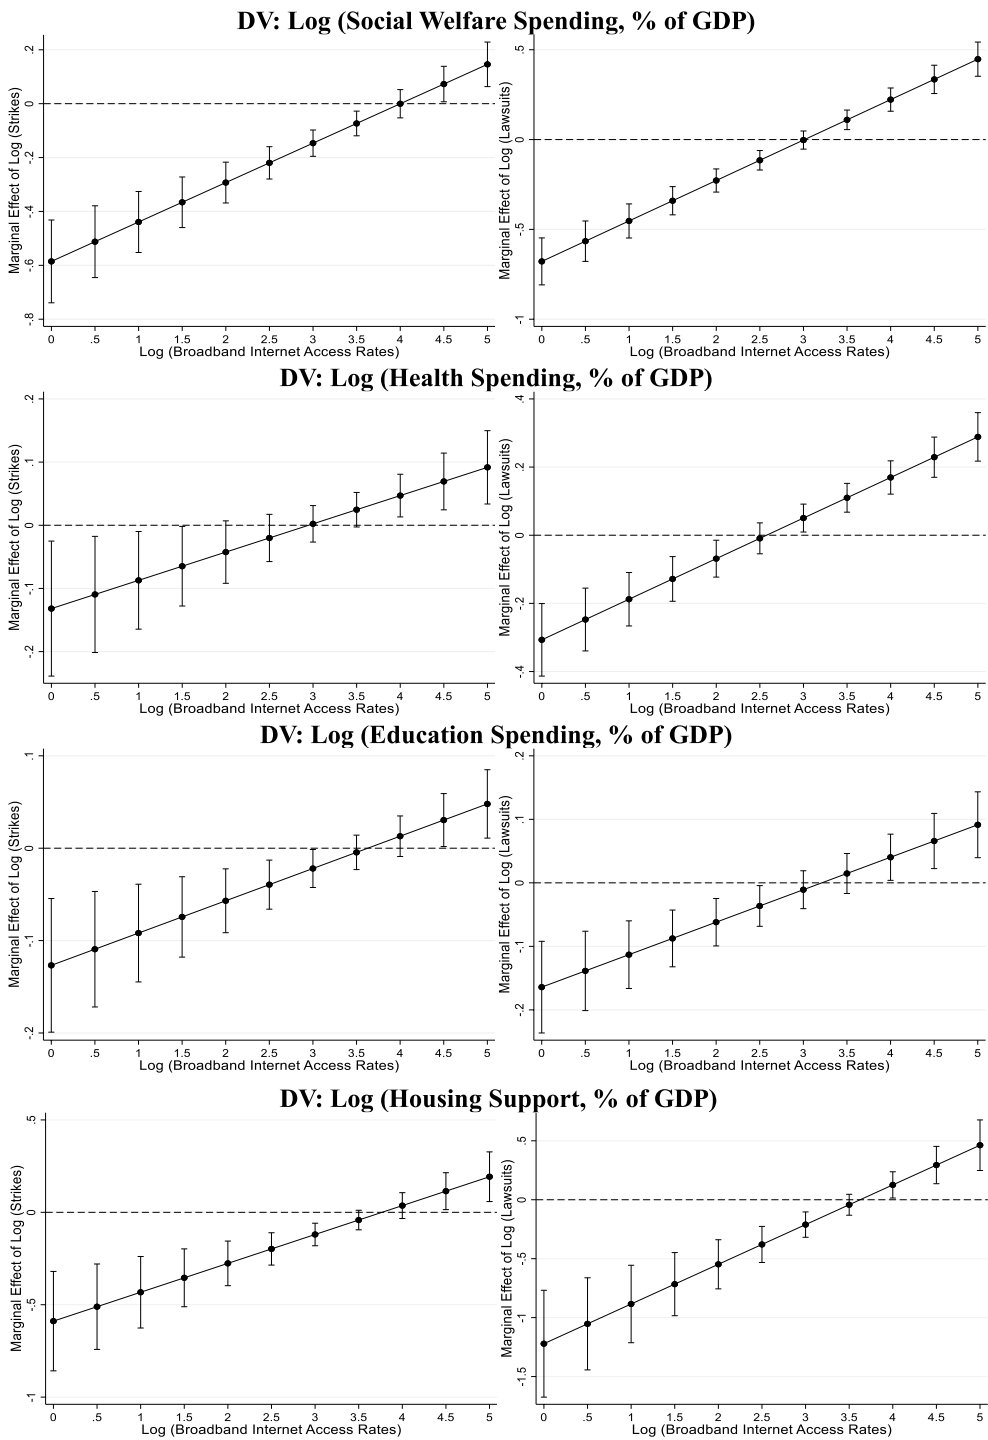 DV: Log (Social Welfare Spending, % of GDP)
Marginal Effect of Log (Strikes)
.2
0
-.2
-.4
-.6
-.8
0 .5 1 1.5 2 2.5 3 3.5 4 4.5 5
Log (Broadband Internet Access Rates)
Marginal Effect of Log (Lawsuits)
.5
0
-.5
-1
0 .5 1 1.5 2 2.5 3 3.5 4 4.5 5
Log (Broadband Internet Access Rates)
DV: Log (Health Spending, % of GDP)
Marginal Effect of Log (Strikes)
.2
.1
0
-.1
-.2
0 .5 1 1.5 2 2.5 3 3.5 4 4.5 5
Log (Broadband Internet Access Rates)
Marginal Effect of Log (Lawsuits)
.4
.2
0
-.2
-.4
0 .5 1 1.5 2 2.5 3 3.5 4 4.5 5
Log (Broadband Internet Access Rates)
DV: Log (Education Spending, % of GDP)
Marginal Effect of Log (Strikes)
.1
0
-.1
-.2
0 .5 1 1.5 2 2.5 3 3.5 4 4.5 5
Log (Broadband Internet Access Rates)
Marginal Effect of Log (Lawsuits)
.2
.1
0
-.1
-.2
0 .5 1 1.5 2 2.5 3 3.5 4 4.5 5
Log (Broadband Internet Access Rates)
DV: Log (Housing Support, % of GDP)
Marginal Effect of Log (Strikes)
.5
0
-.5
-1
0 .5 1 1.5 2 2.5 3 3.5 4 4.5 5
Log (Broadband Internet Access Rates)
Marginal Effect of Log (Lawsuits)
.5
0
-.5
-1
-1.5
0 .5 1 1.5 2 2.5 3 3.5 4 4.5 5
Log (Broadband Internet Access Rates)